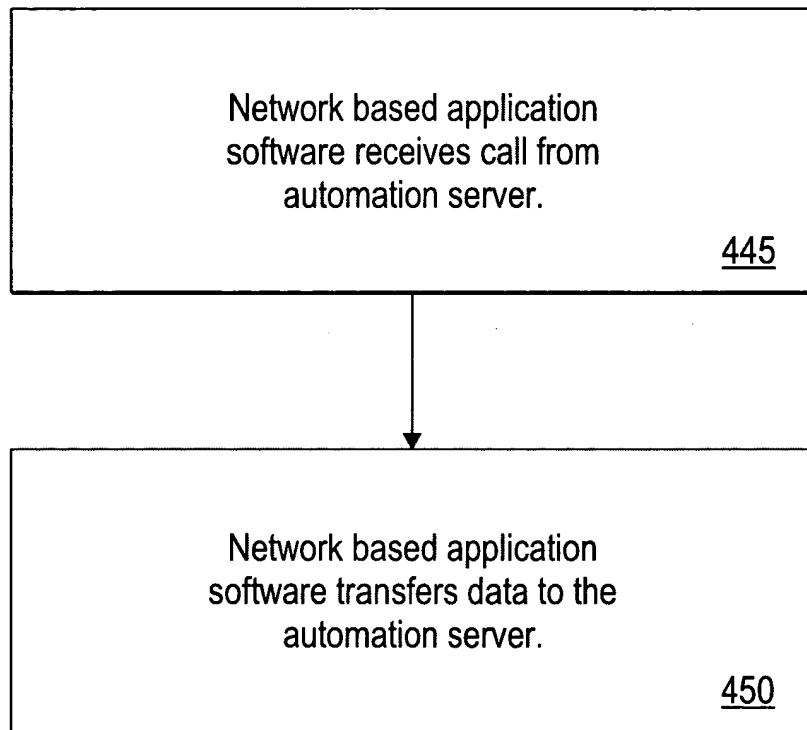 Network based application
software receives call from
automation server.
445
Network based application
software transfers data to the
automation server.
450